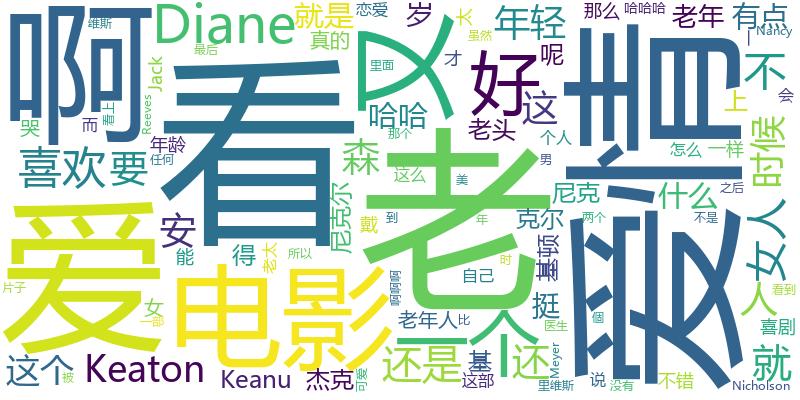 维斯
恋爱
岁
太
那么
哈哈哈
Diane
就是
年轻
老年
有点
Nancy
啊
真的
最后
里面
才
呢
虽然
一
Jack
看
又
好
爱情
不
上
会
哭
而
看上
Reeves
哈哈
这
那个
个人
怎么
一样
时候
年龄
任何
森
老头
男
喜欢
要
老
这么
美
尼克
什么
之后
女人
爱
安
尼克尔
戴
年
克尔
两个
不是
能
得
到
时
基顿
老太
所以
电影
自己
挺
個
人
看到
片子
女
一部
啊啊啊
一个
老年人
比
医生
喜剧
这个
被
Keaton
Keanu
杰克
可爱
还是
基
这部
还
Meyer
里维斯
说
没有
不错
就
Nicholson